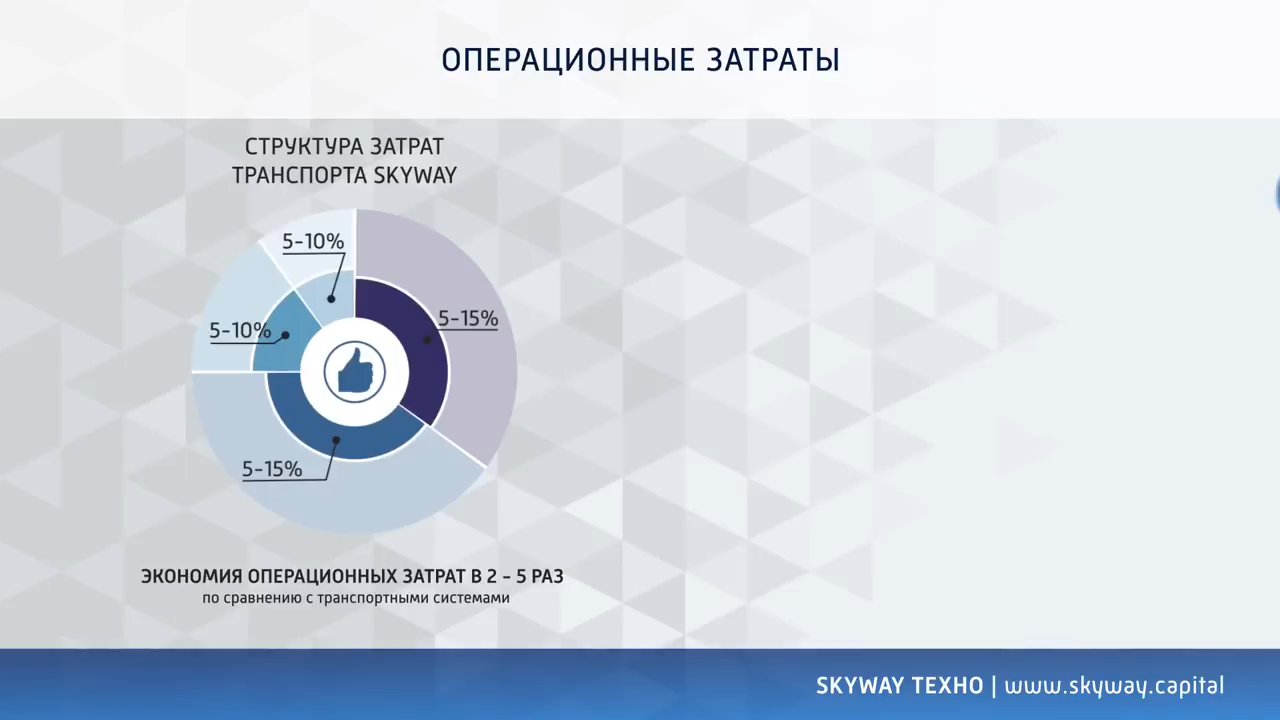 ОПЕРАЦИОННЫЕ ЗАТРАТЫ
СТРУКТУРА ЗАТРАТ
ТРАНСПОРТА SKYWAY
5-10%
5-15%
5-10%
5-15%
ЭКОНОМИЯ ОПЕРАЦИОННЫХ ЗАТРАТ В 2 - 5 РАЗ
по сравнению с транспортными системами
SKYWAY ТЕХНО | www.skyway.capital